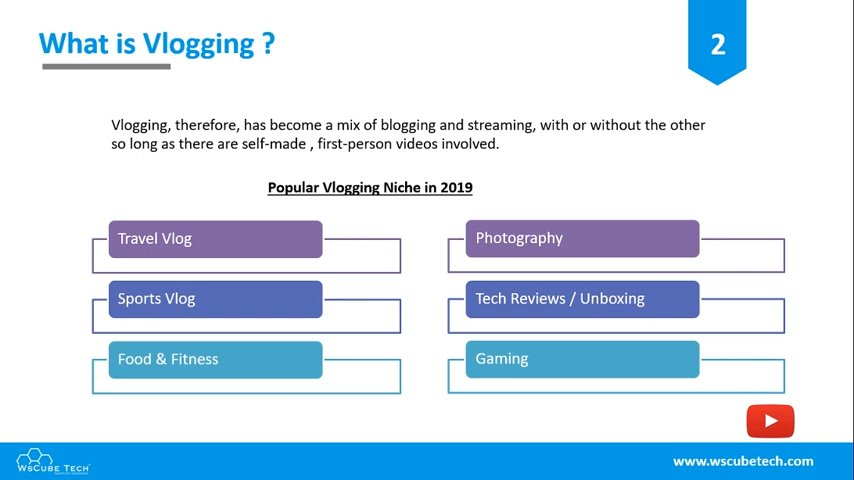 What is Vlogging ?
2
Vlogging, therefore, has become a mix of blogging and streaming, with or without the other
so long as there are self-made , first-person videos involved.
Popular Vlogging Niche in 2019
Travel Vlog
Photography
Sports Vlog
Tech Reviews / Unboxing
Food & Fitness
Gaming
WsCube Tech
www.wscubetech.com